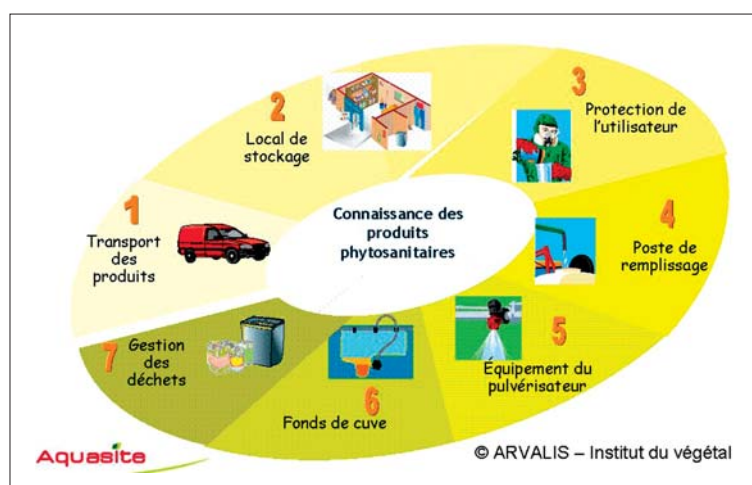 1
Transport
des
produits
2
Local de
stockage
3
Protection de
l'utilisateur
4
Poste de
remplissage
5
Equipement du
pulvérisateur
6
Fonds de cuve
7
Gestion
des
déchets
Connaissance des
produits
phytosanitaires
Aquasite
© ARVALIS – Institut du végétal